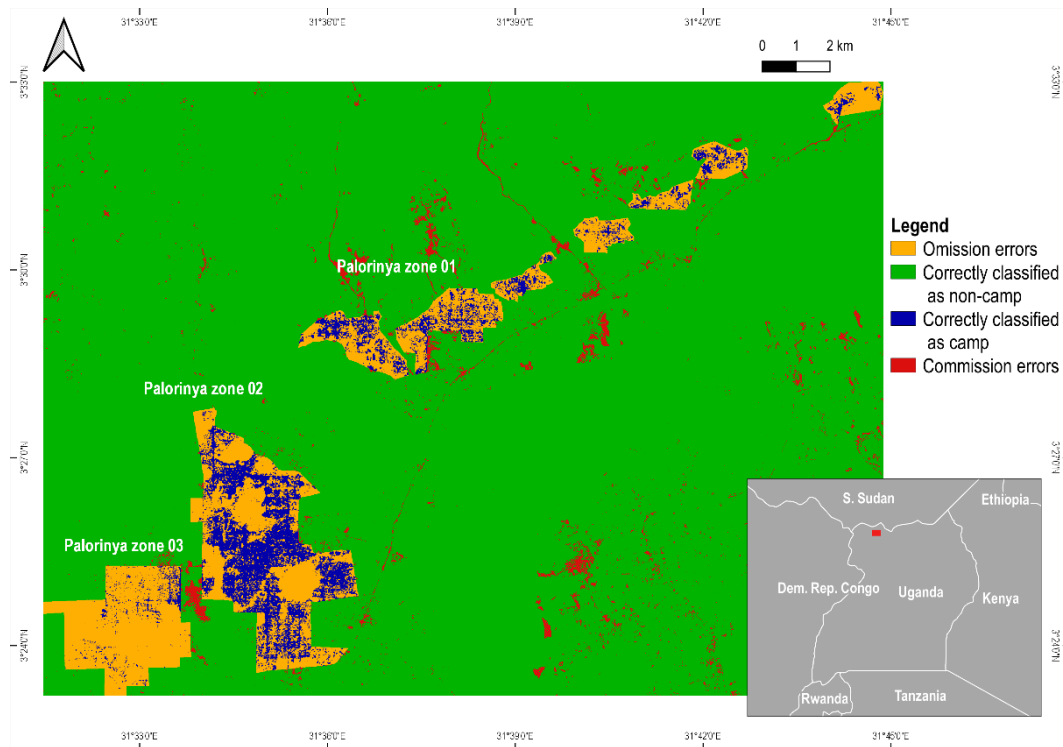 31°33'0"E 31°36'0"E 31°39'0"E 31°42'0"E 31°45'0"E
0 1 2 km
3°33'0"N 3°33'0"N
Legend
Omission errors
Correctly classified
as non-camp
Correctly classified
as camp
Commission errors
Palorinya zone 01
3°30'0"N
Palorinya zone 02
3°27'0"N 3°27'0"N
S. Sudan Ethiopia
Palorinya zone 03
Dem. Rep. Congo Uganda Kenya
3°24'0"N 3°24'0"N
Rwanda Tanzania
31°33'0"E 31°36'0"E 31°39'0"E 31°42'0"E 31°45'0"E